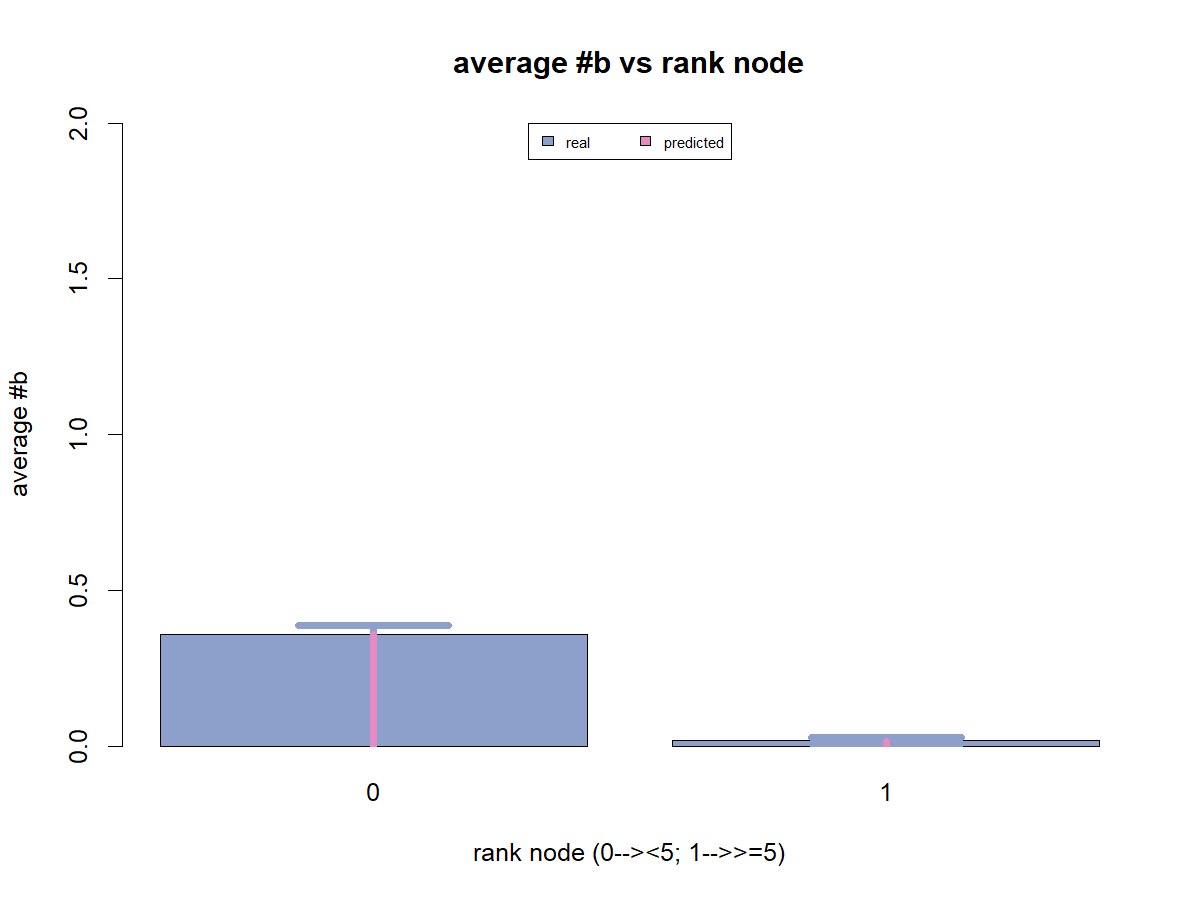 average #b vs rank node
real predicted
2.0
1.5
1.0
0.5
0.0
average #b
0 1
rank node (0--><5; 1-->>=5)